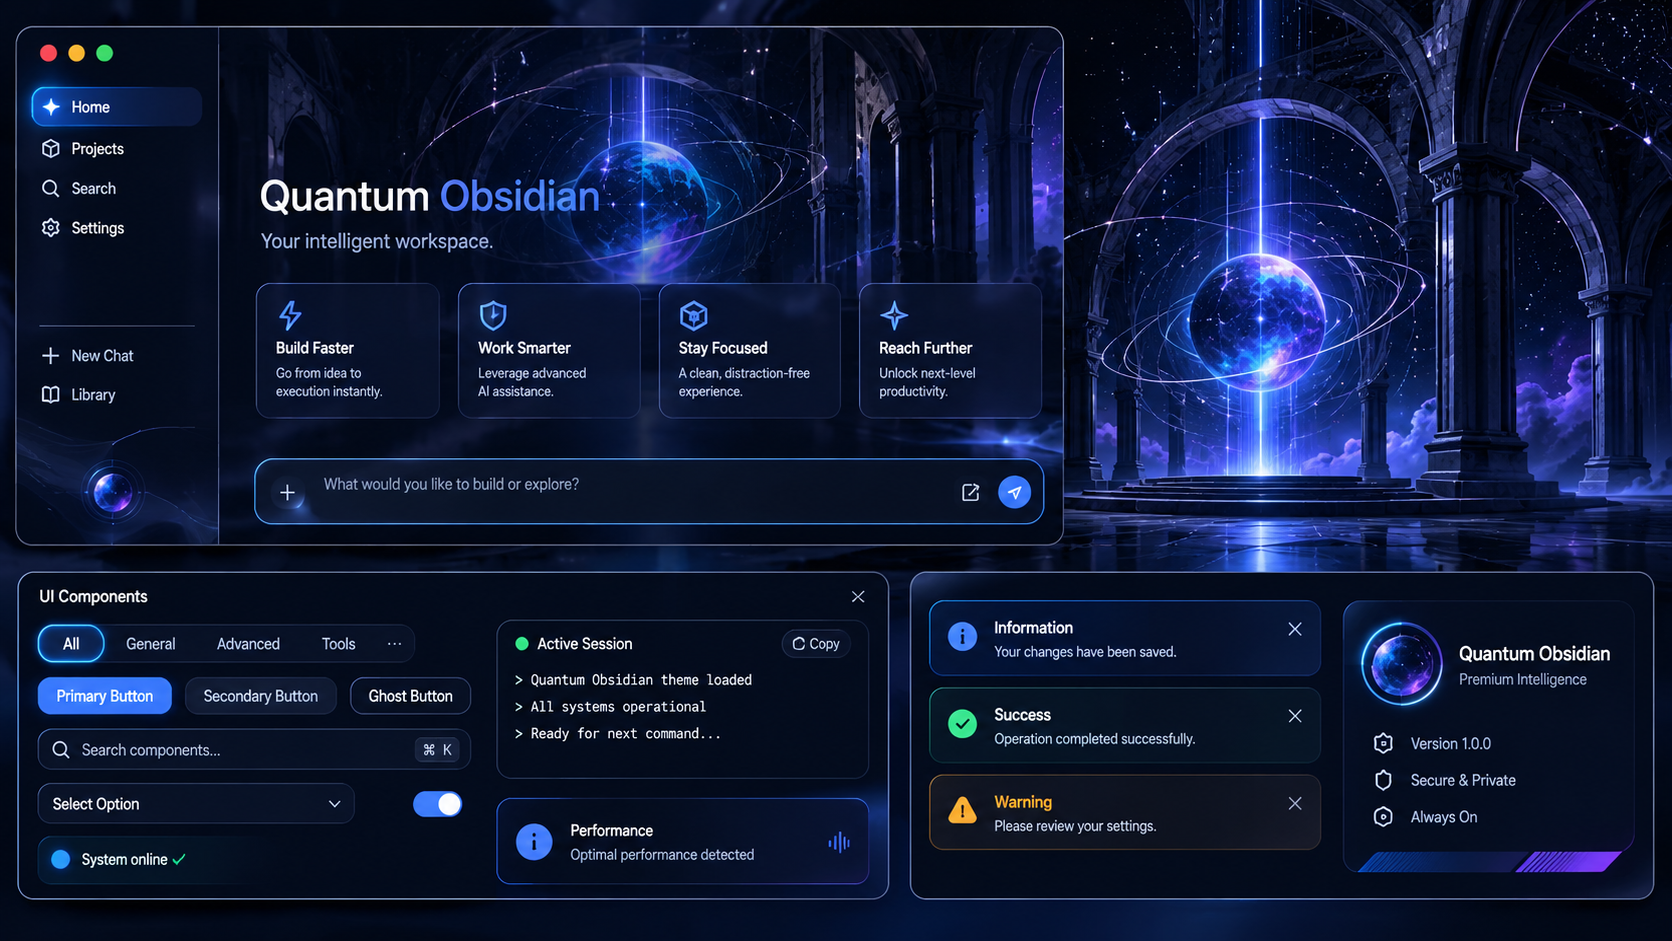 Home
Projects
Search
Settings
New Chat
Library
Quantum Obsidian
Your intelligent workspace.
Build Faster
Go from idea to
execution instantly.
Work Smarter
Leverage advanced
AI assistance.
Stay Focused
A clean, distraction-free
experience.
Reach Further
Unlock next-level
productivity.
What would you like to build or explore?
UI Components
All General Advanced Tools ...
Primary Button Secondary Button Ghost Button
Search components... ⌘ K
Select Option
System online
Active Session Copy
> Quantum Obsidian theme loaded
> All systems operational
> Ready for next command...
Performance
Optimal performance detected
Information
Your changes have been saved.
Success
Operation completed successfully.
Warning
Please review your settings.
Quantum Obsidian
Premium Intelligence
Version 1.0.0
Secure & Private
Always On